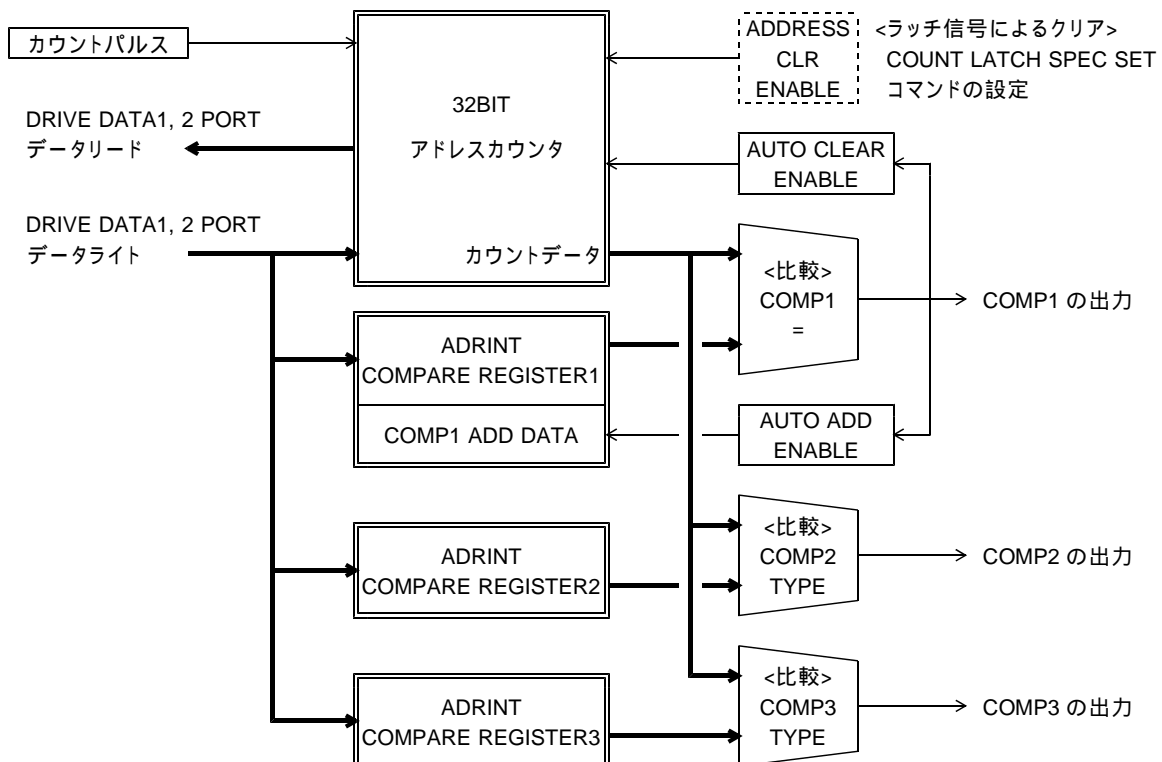 カウントパルス
ADDRESS
CLR
ENABLE
<ラッチ信号によるクリア>
COUNT LATCH SPEC SET
コマンドの設定
32BIT
アドレスカウンタ
DRIVE DATA1, 2 PORT
データリード
AUTO CLEAR
ENABLE
DRIVE DATA1, 2 PORT
データライト
カウントデータ
<比較>
COMP1
=
COMP1 の出力
ADRINT
COMPARE REGISTER1
COMP1 ADD DATA
AUTO ADD
ENABLE
ADRINT
COMPARE REGISTER2
<比較>
COMP2
TYPE
COMP2 の出力
ADRINT
COMPARE REGISTER3
<比較>
COMP3
TYPE
COMP3 の出力